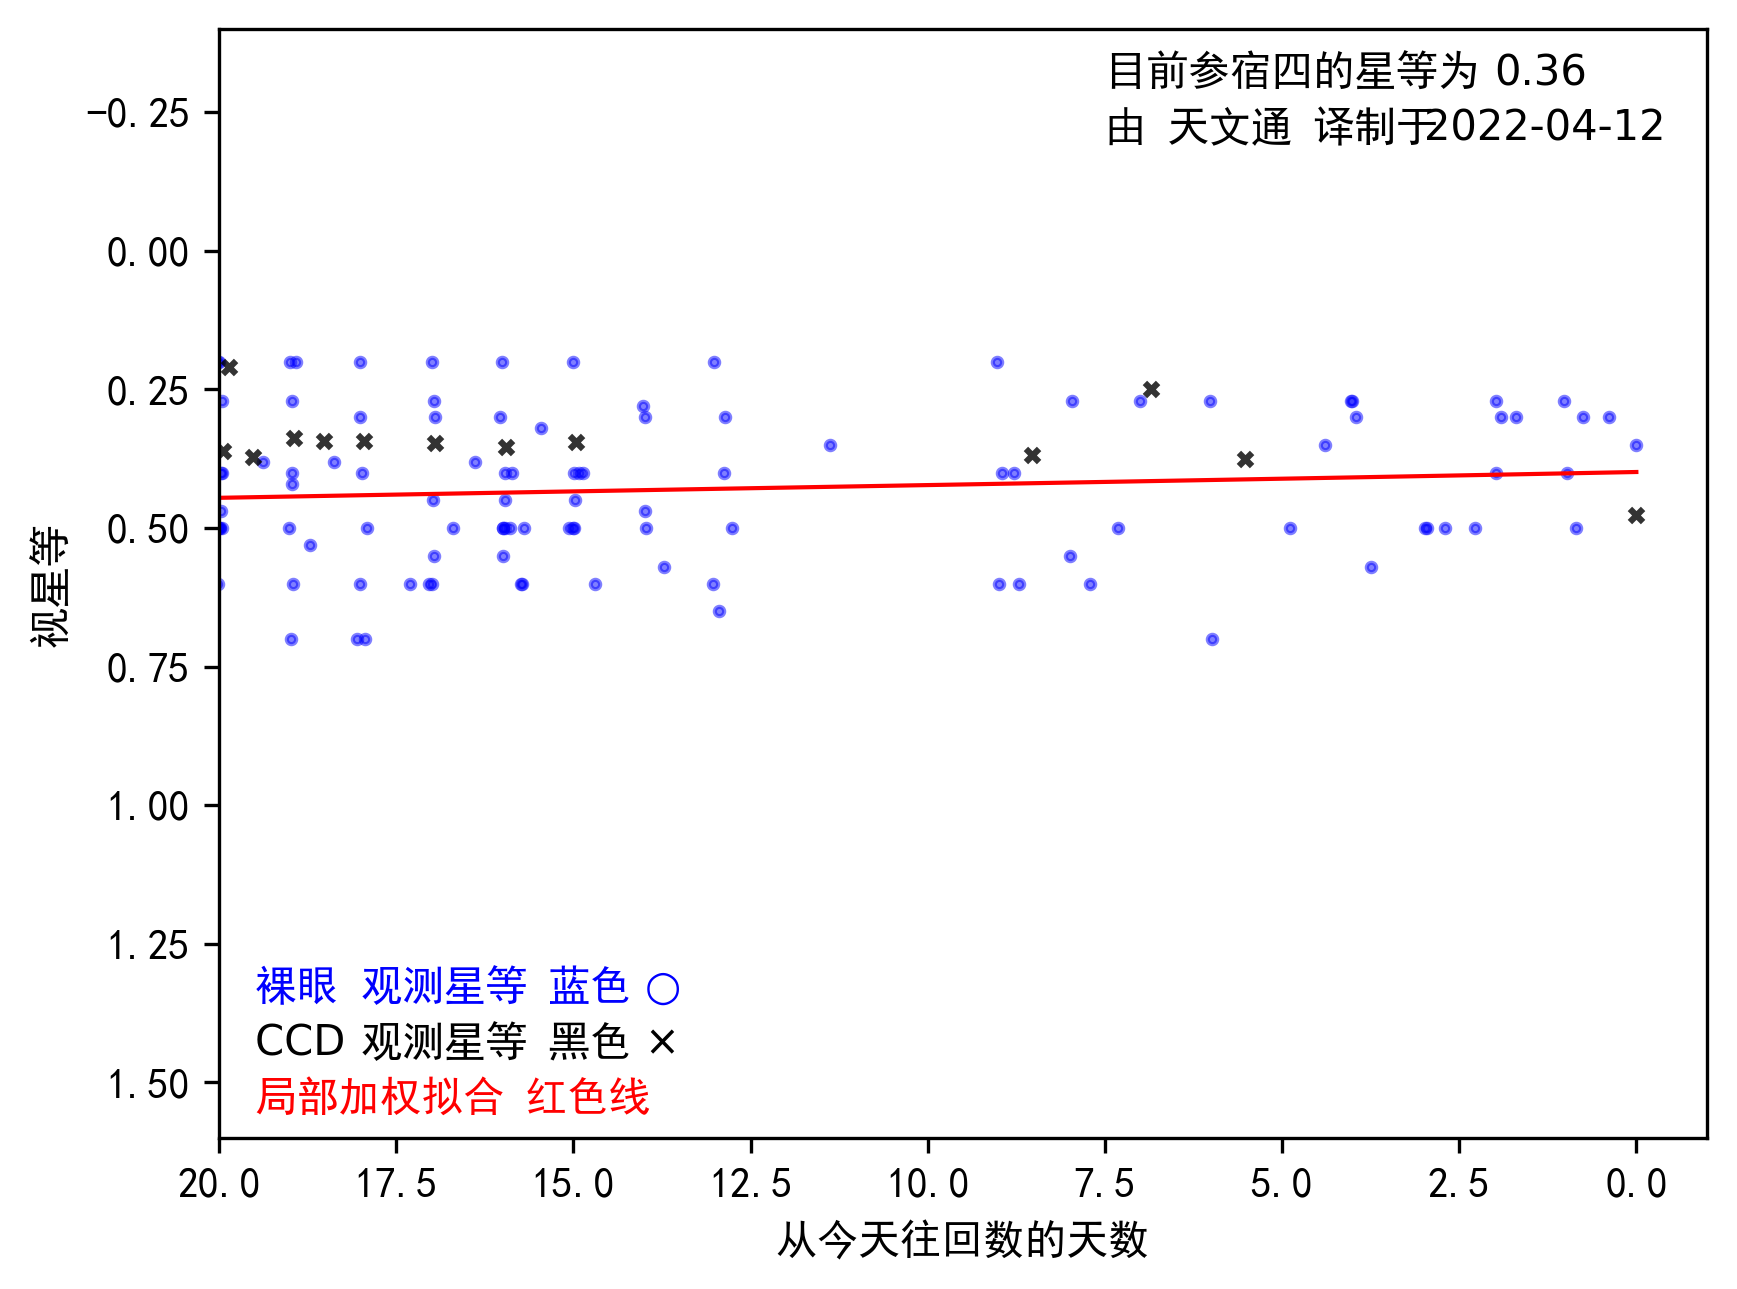 目前参宿四的星等为 0.36
由 天文通 译制于2022-04-12
−0.25
0.00
0.25
0.50
0.75
1.00
1.25
1.50
视星等
裸眼 观测星等 蓝色 ○
CCD 观测星等 黑色 ×
局部加权拟合 红色线
20.0 17.5 15.0 12.5 10.0 7.5 5.0 2.5 0.0
从今天往回数的天数